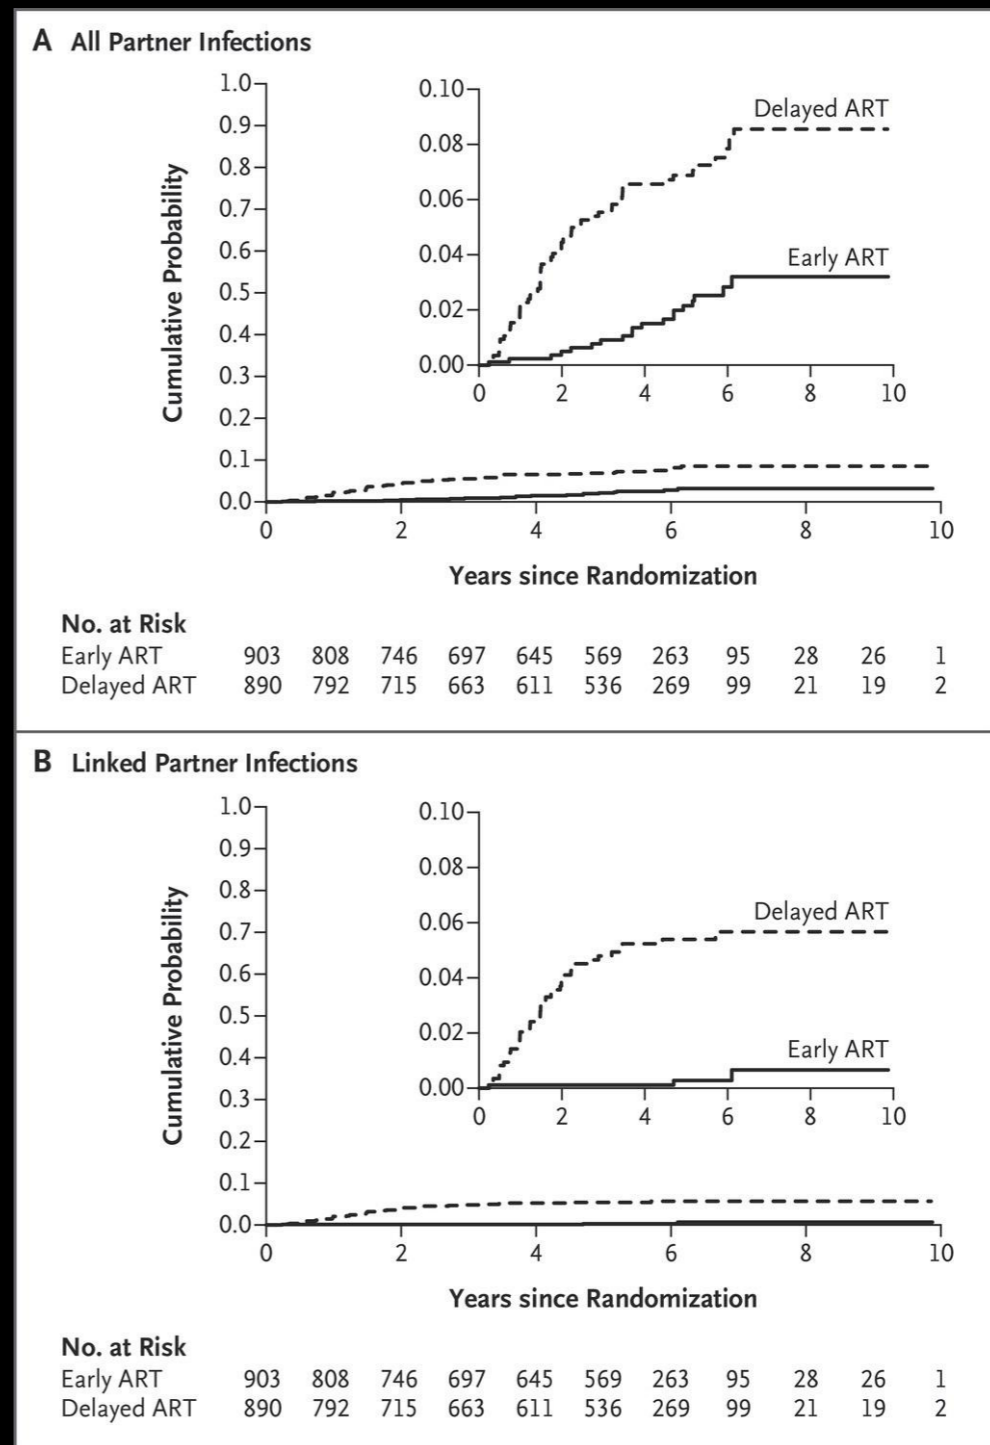 A All Partner Infections
Cumulative Probability
1.0
0.9
0.8
0.7
0.6
0.5
0.4
0.3
0.2
0.1
0.0
0 2 4 6 8 10
0.10
0.08
0.06
0.04
0.02
0.00
0 2 4 6 8 10
Delayed ART
Early ART
Years since Randomization
No. at Risk
Early ART 903 808 746 697 645 569 263 95 28 26 1
Delayed ART 890 792 715 663 611 536 269 99 21 19 2
B Linked Partner Infections
Cumulative Probability
1.0
0.9
0.8
0.7
0.6
0.5
0.4
0.3
0.2
0.1
0.0
0 2 4 6 8 10
0.10
0.08
0.06
0.04
0.02
0.00
0 2 4 6 8 10
Delayed ART
Early ART
Years since Randomization
No. at Risk
Early ART 903 808 746 697 645 569 263 95 28 26 1
Delayed ART 890 792 715 663 611 536 269 99 21 19 2